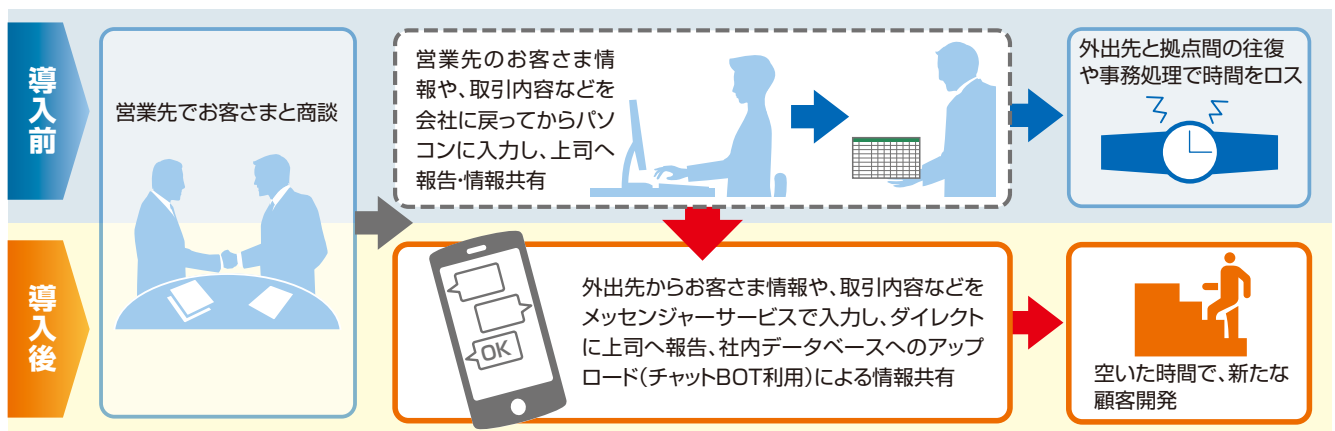 導入前
営業先でお客さまと商談
営業先のお客さま情
報や、取引内容などを
会社に戻ってからパソ
コンに入力し、上司へ
報告・情報共有
外出先と拠点間の往復
や事務処理で時間をロス
導入後
OK
外出先からお客さま情報や、取引内容などを
メッセンジャーサービスで入力し、ダイレクト
に上司へ報告、社内データベースへのアップ
ロード(チャットBOT利用)による情報共有
空いた時間で、新たな
顧客開発